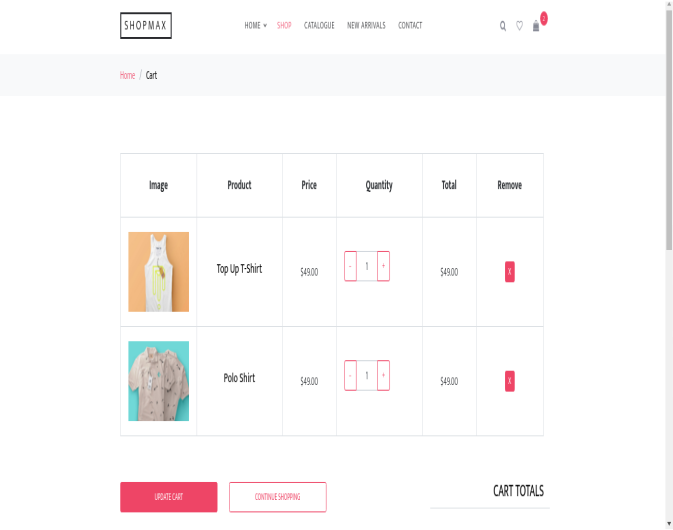 SHOPMAX
HOME SHOP CATALOGUE NEW ARRIVALS CONTACT
2
Home / Cart
Image Product Price Quantity Total Remove
Top Up T-Shirt $49.00 - 1 + $49.00 X
Polo Shirt $49.00 - 1 + $49.00 X
UPDATE CART CONTINUE SHOPPING CART TOTALS